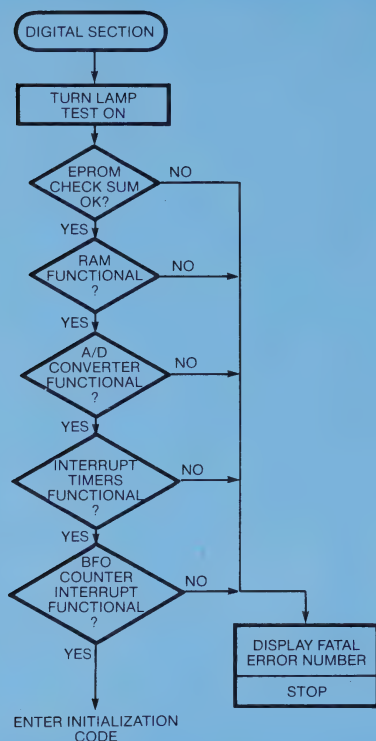 DIGITAL SECTION
TURN LAMP
TEST ON
EPROM
CHECK SUM
OK?
NO
YES
RAM
FUNCTIONAL
?
NO
YES
A/D
CONVERTER
FUNCTIONAL
?
NO
YES
INTERRUPT
TIMERS
FUNCTIONAL
?
NO
YES
BFO
COUNTER
INTERRUPT
FUNCTIONAL
?
NO
YES
DISPLAY FATAL
ERROR NUMBER
STOP
ENTER INITIALIZATION
CODE